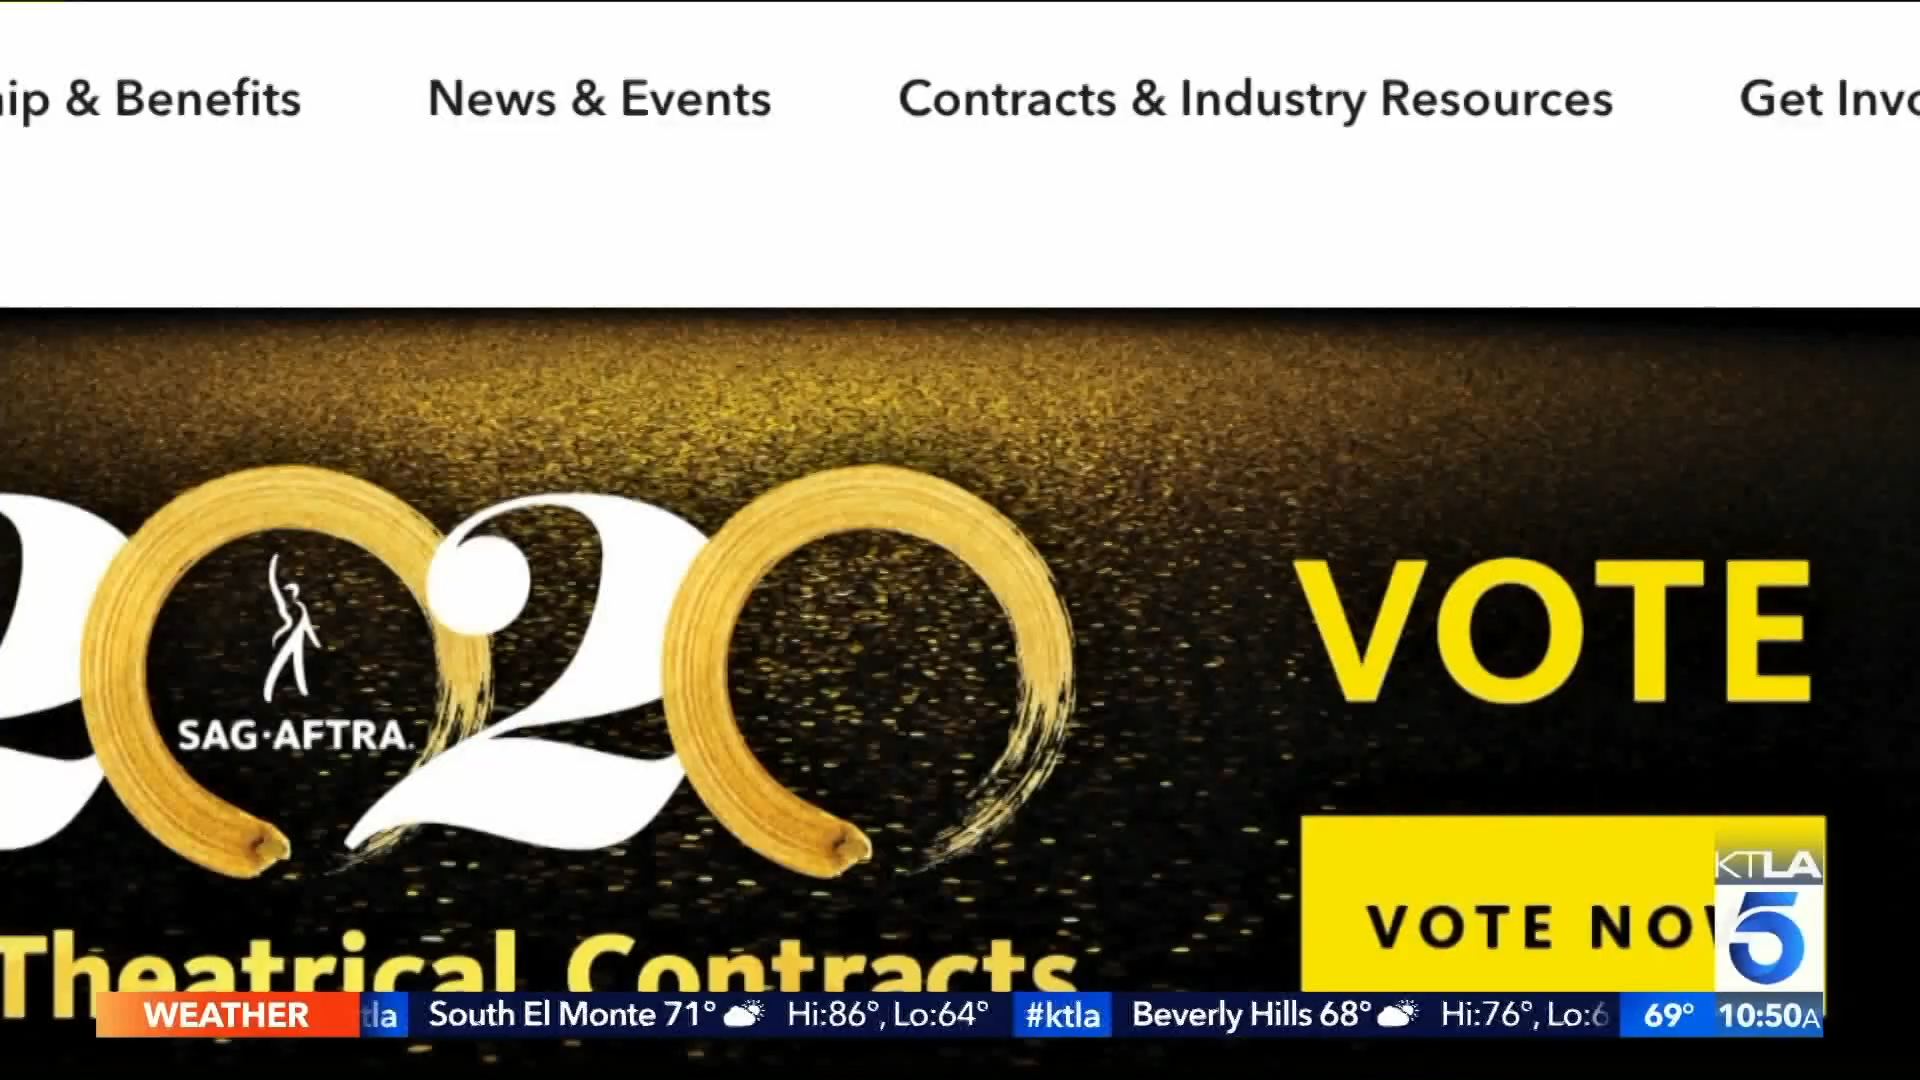 ip & Benefits News & Events Contracts & Industry Resources Get Invo
2020
SAG·AFTRA.
VOTE
VOTE NO
KTLA
5
Theatrical Contracts
WEATHER tla South El Monte 71° Hi:86°, Lo:64° #ktla Beverly Hills 68° Hi:76°, Lo:6 69° 10:50A